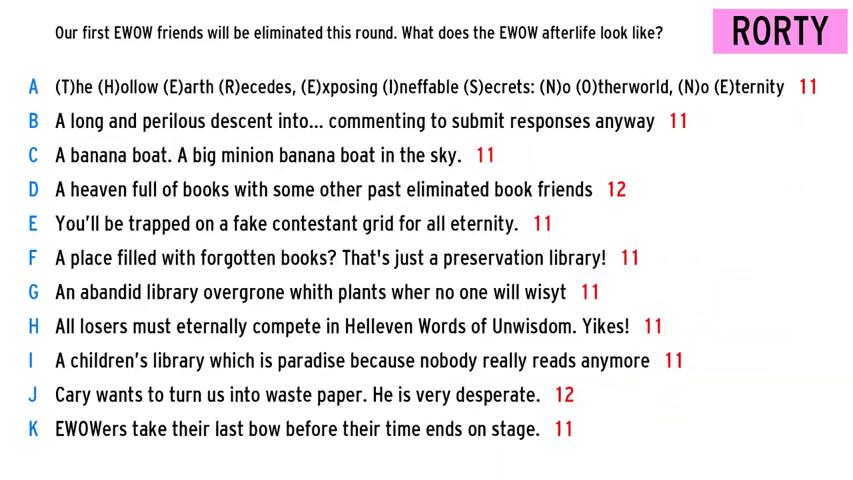 Our first EWOW friends will be eliminated this round. What does the EWOW afterlife look like?
RORTY
A (T)he (H)ollow (E)arth (R)ecedes, (E)xposing (I)neffable (S)ecrets: (N)o (O)therworld, (N)o (E)ternity 11
B A long and perilous descent into... commenting to submit responses anyway 11
C A banana boat. A big minion banana boat in the sky. 11
D A heaven full of books with some other past eliminated book friends 12
E You'll be trapped on a fake contestant grid for all eternity. 11
F A place filled with forgotten books? That's just a preservation library! 11
G An abandid library overgrone whith plants wher no one will wisyt 11
H All losers must eternally compete in Helleven Words of Unwisdom. Yikes! 11
I A children's library which is paradise because nobody really reads anymore 11
J Cary wants to turn us into waste paper. He is very desperate. 12
K EWOWers take their last bow before their time ends on stage. 11